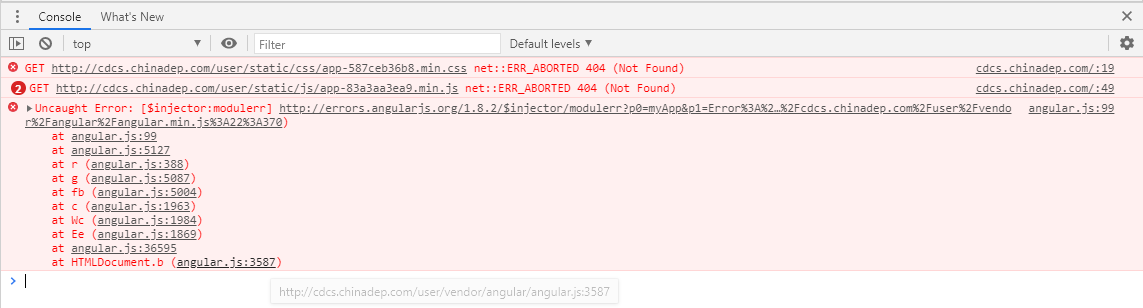 Console What's New
top Filter Default levels
GET http://cdcs.chinadep.com/user/static/css/app-587ceb36b8.min.css net::ERR_ABORTED 404 (Not Found) cdcs.chinadep.com/:19
2 GET http://cdcs.chinadep.com/user/static/js/app-83a3aa3ea9.min.js net::ERR_ABORTED 404 (Not Found) cdcs.chinadep.com/:49
Uncaught Error: [$injector:modulerr] http://errors.angularjs.org/1.8.2/$injector/modulerr?p0=myApp&p1=Error%3A%2…%2Fcdcs.chinadep.com%2Fuser%2Fvendo angular.js:99
r%2Fangular%2Fangular.min.js%3A22%3A370)
at angular.js:99
at angular.js:5127
at r (angular.js:388)
at g (angular.js:5087)
at fb (angular.js:5004)
at c (angular.js:1963)
at Wc (angular.js:1984)
at Ee (angular.js:1869)
at angular.js:36595
at HTMLDocument.b (angular.js:3587)
http://cdcs.chinadep.com/user/vendor/angular/angular.js:3587